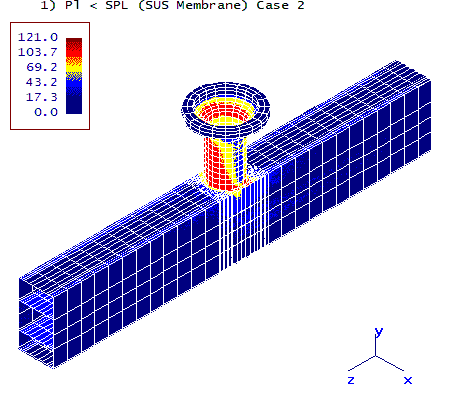 1) Pl < SPL (SUS Membrane) Case 2
121.0
103.7
69.2
43.2
17.3
0.0
y
z x